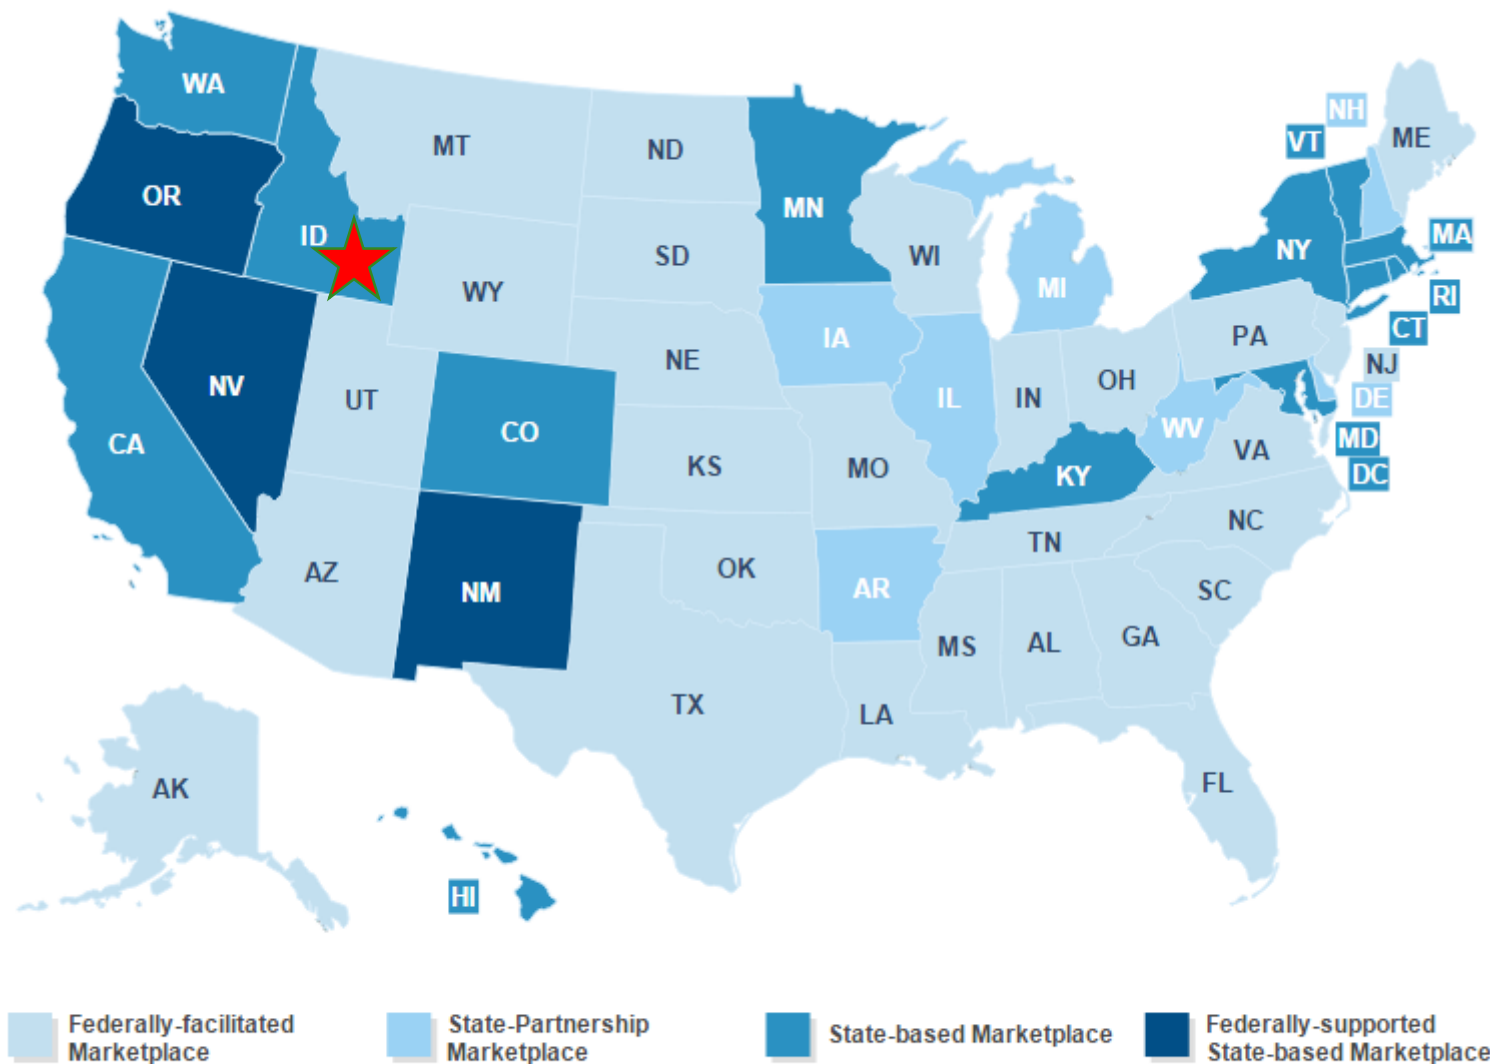 NH
VT
ME
WA
MT
ND
OR
MN
ID
MA
NY
WI
SD
WY
MI
RI
CT
IA
PA
NE
NJ
NV
UT
OH
IN
IL
DE
CO
CA
WV
MD
VA
KS
MO
KY
DC
NC
TN
AZ
OK
AR
NM
SC
GA
MS
AL
TX
LA
FL
AK
HI
Federally-facilitated
Marketplace
State-Partnership
Marketplace
State-based Marketplace
Federally-supported
State-based Marketplace